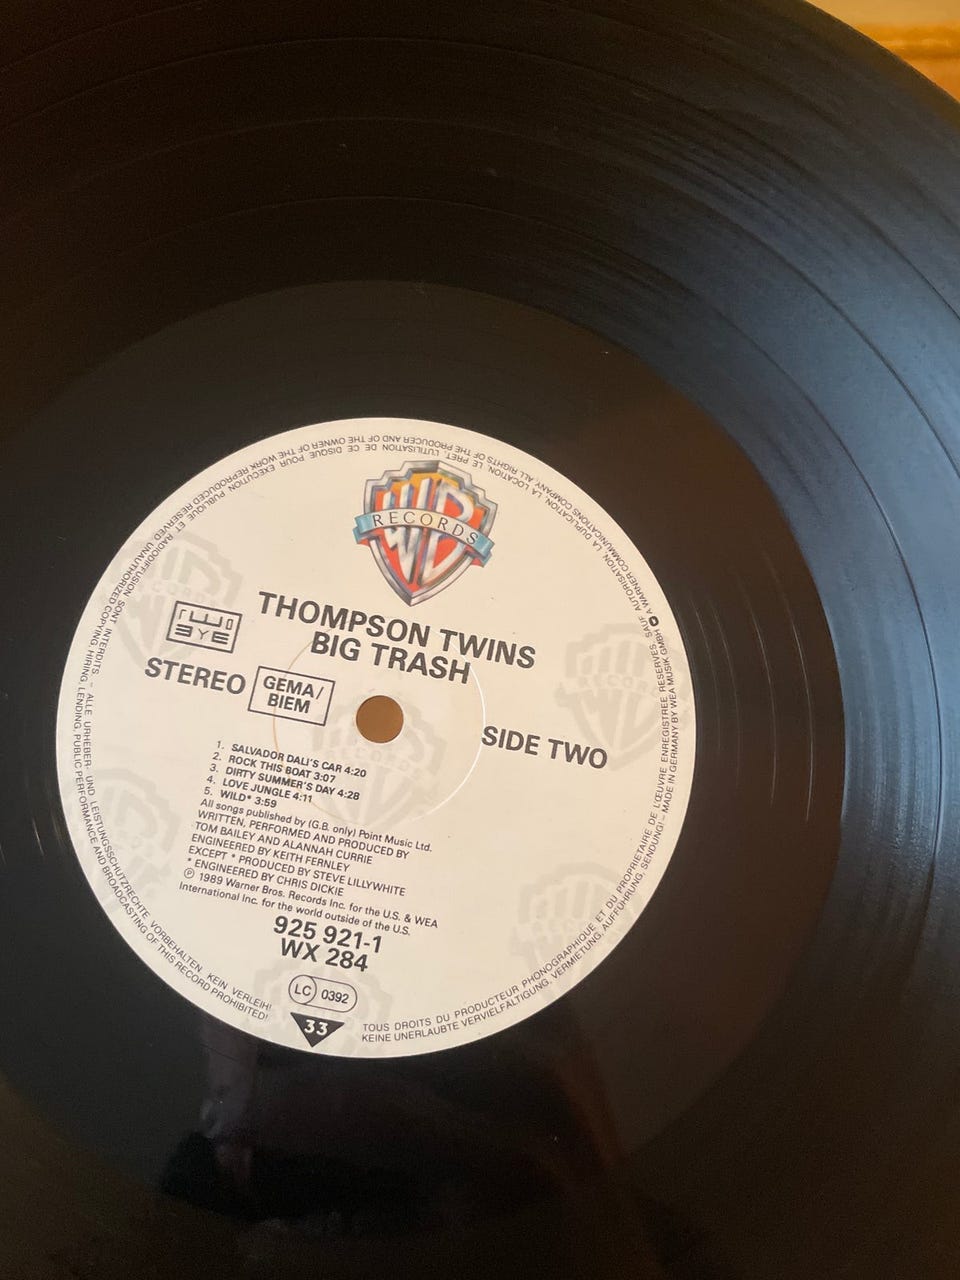 RECORDS
THOMPSON TWINS
BIG TRASH
STEREO
GEMA/
BIEM
SIDE TWO
1. SALVADOR DALI'S CAR 4:20
2. ROCK THIS BOAT 3:07
3. DIRTY SUMMER'S DAY 4:28
4. LOVE JUNGLE 4:11
5. WILD* 3:59
All songs published by (G.B. only) Point Music Ltd.
WRITTEN, PERFORMED AND PRODUCED BY
TOM BAILEY AND ALANNAH CURRIE
ENGINEERED BY KEITH FERNLEY
EXCEPT * PRODUCED BY STEVE LILLYWHITE
* ENGINEERED BY CHRIS DICKIE
℗ 1989 Warner Bros. Records Inc. for the U.S. & WEA
International Inc. for the world outside of the U.S.
925 921-1
WX 284
LC 0392
33
TOUS DROITS DU PRODUCTEUR PHONOGRAPHIQUE ET DU PROPRIETAIRE DE L'ŒUVRE ENREGISTREE RESERVES. SAUF AUTORISATION, LA DUPLICATION, LA LOCATION, LE PRET, L'UTILISATION DE CE DISQUE POUR EXECUTION PUBLIQUE ET RADIODIFFUSION SONT INTERDITS – ALLE URHEBER- UND LEISTUNGSSCHUTZRECHTE VORBEHALTEN KEIN VERLEIH!
KEINE UNERLAUBTE VERVIELFÄLTIGUNG, VERMIETUNG, AUFFÜHRUNG, SENDUNG! – MADE IN GERMANY BY WEA MUSIK GMBH A WARNER COMMUNICATIONS COMPANY, ALL RIGHTS OF THE PRODUCER AND OF THE OWNER OF THE WORK REPRODUCED RESERVED UNAUTHORIZED COPYING, HIRING, LENDING, PUBLIC PERFORMANCE AND BROADCASTING OF THIS RECORD PROHIBITED!